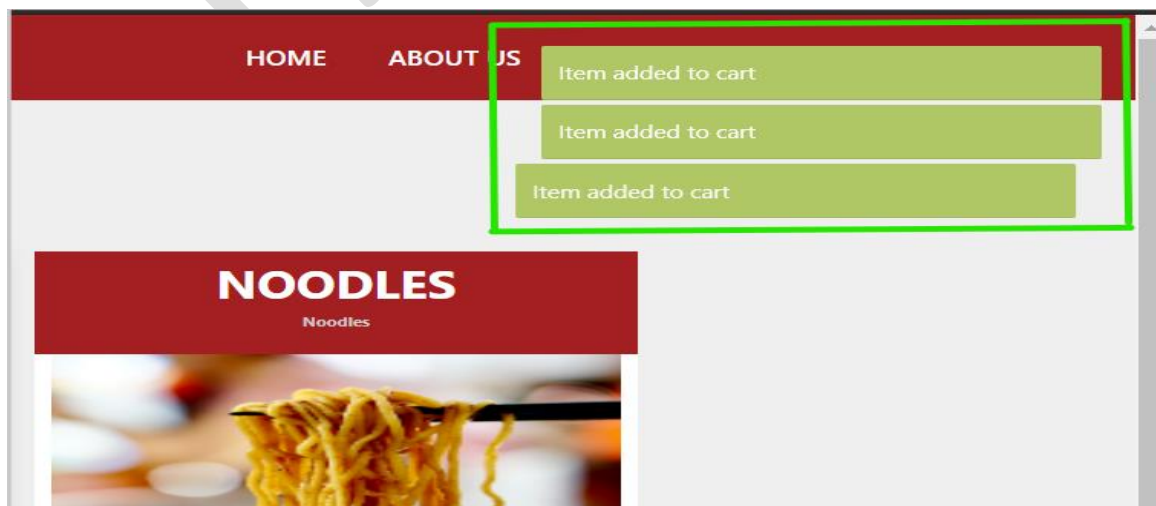 HOME ABOUT US
Item added to cart
Item added to cart
Item added to cart
NOODLES
Noodles